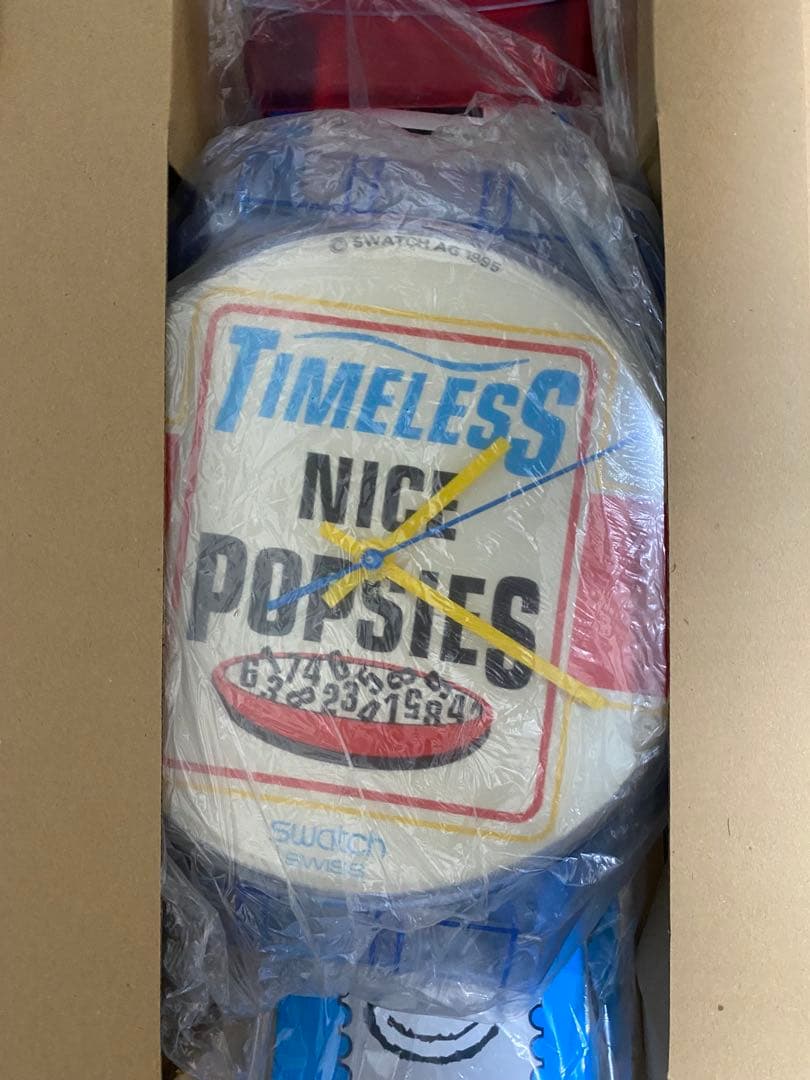 © SWATCH AG 1995
TIMELESS
NICE
POPSIES
swatch
SWISS